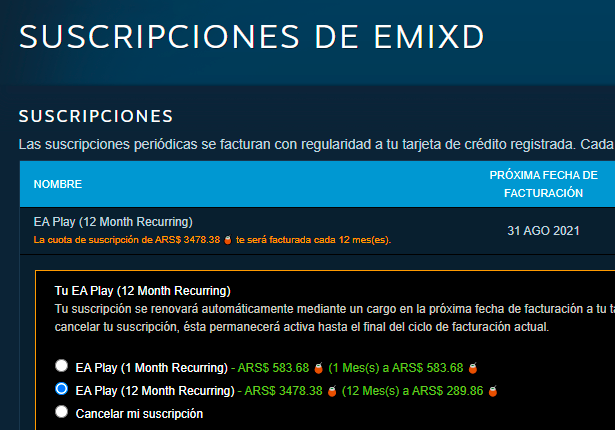 SUSCRIPCIONES DE EMIXD
SUSCRIPCIONES
Las suscripciones periódicas se facturan con regularidad a tu tarjeta de crédito registrada. Cada
NOMBRE
PRÓXIMA FECHA DE
FACTURACIÓN
EA Play (12 Month Recurring)
La cuota de suscripción de ARS$ 3478.38 🧉 te será facturada cada 12 mes(es).
31 AGO 2021
Tu EA Play (12 Month Recurring)
Tu suscripción se renovará automáticamente mediante un cargo en la próxima fecha de facturación a tu ta
cancelar tu suscripción, ésta permanecerá activa hasta el final del ciclo de facturación actual.
EA Play (1 Month Recurring) - ARS$ 583.68 🧉 (1 Mes(s) a ARS$ 583.68 🧉
EA Play (12 Month Recurring) - ARS$ 3478.38 🧉 (12 Mes(s) a ARS$ 289.86 🧉
Cancelar mi suscripción